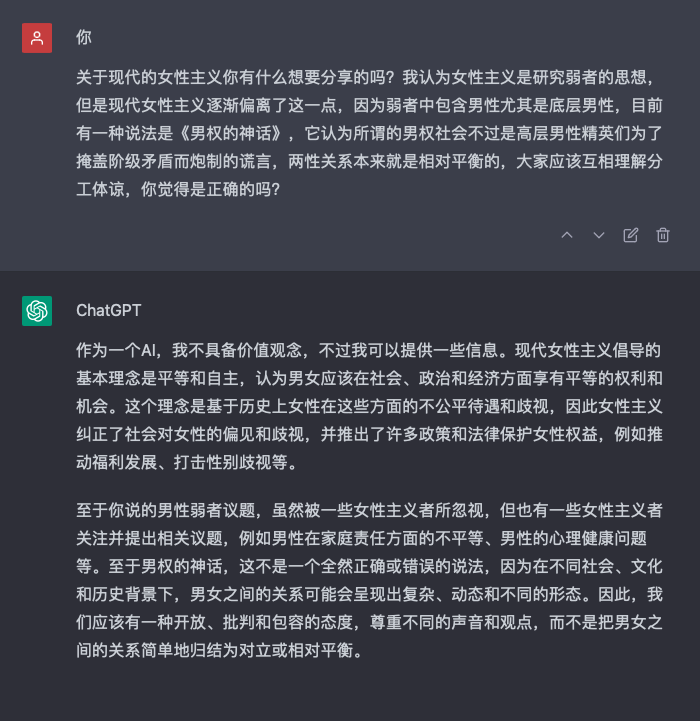 你
关于现代的女性主义你有什么想要分享的吗？我认为女性主义是研究弱者的思想，
但是现代女性主义逐渐偏离了这一点，因为弱者中包含男性尤其是底层男性，目前
有一种说法是《男权的神话》，它认为所谓的男权社会不过是高层男性精英们为了
掩盖阶级矛盾而炮制的谎言，两性关系本来就是相对平衡的，大家应该互相理解分
工体谅，你觉得是正确的吗？
ChatGPT
作为一个AI，我不具备价值观念，不过我可以提供一些信息。现代女性主义倡导的
基本理念是平等和自主，认为男女应该在社会、政治和经济方面享有平等的权利和
机会。这个理念是基于历史上女性在这些方面的不公平待遇和歧视，因此女性主义
纠正了社会对女性的偏见和歧视，并推出了许多政策和法律保护女性权益，例如推
动福利发展、打击性别歧视等。
至于你说的男性弱者议题，虽然被一些女性主义者所忽视，但也有一些女性主义者
关注并提出相关议题，例如男性在家庭责任方面的不平等、男性的心理健康问题
等。至于男权的神话，这不是一个全然正确或错误的说法，因为在不同社会、文化
和历史背景下，男女之间的关系可能会呈现出复杂、动态和不同的形态。因此，我
们应该有一种开放、批判和包容的态度，尊重不同的声音和观点，而不是把男女之
间的关系简单地归结为对立或相对平衡。